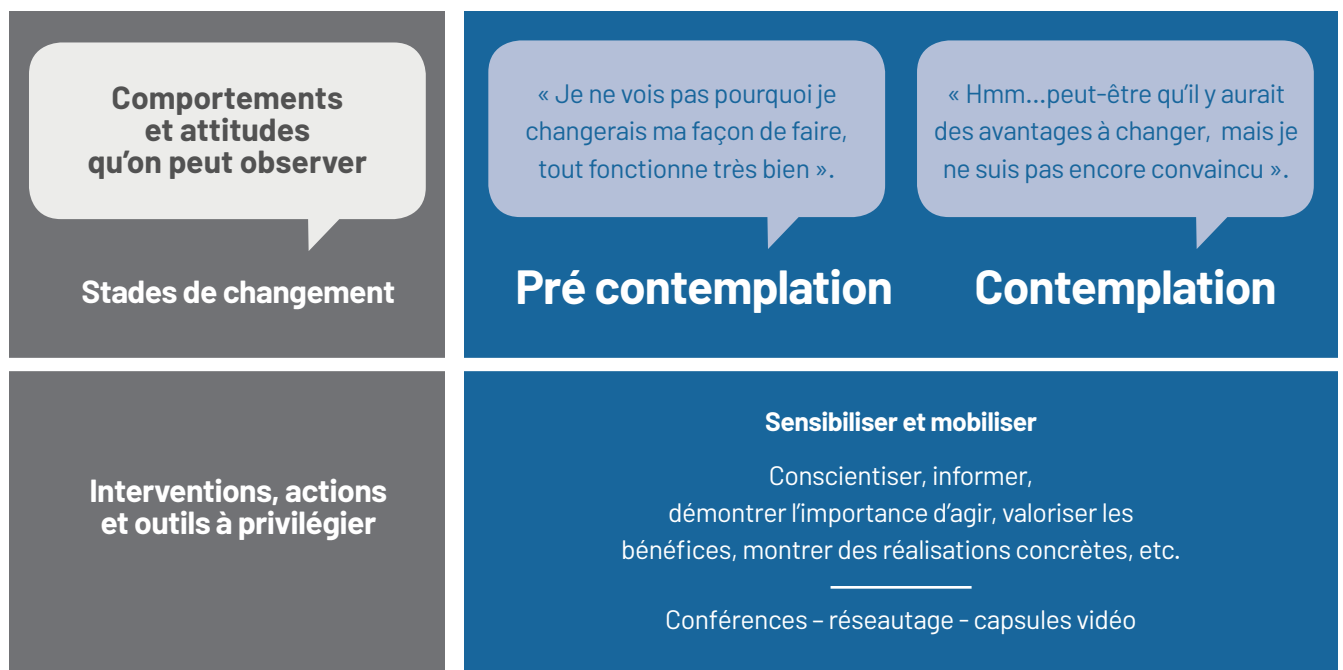 Comportements
et attitudes
qu'on peut observer
Stades de changement
« Je ne vois pas pourquoi je
changerais ma façon de faire,
tout fonctionne très bien ».
Pré contemplation
« Hmm...peut-être qu'il y aurait
des avantages à changer, mais je
ne suis pas encore convaincu ».
Contemplation
Interventions, actions
et outils à privilégier
Sensibiliser et mobiliser
Conscientiser, informer,
démontrer l'importance d'agir, valoriser les
bénéfices, montrer des réalisations concrètes, etc.
Conférences – réseautage - capsules vidéo